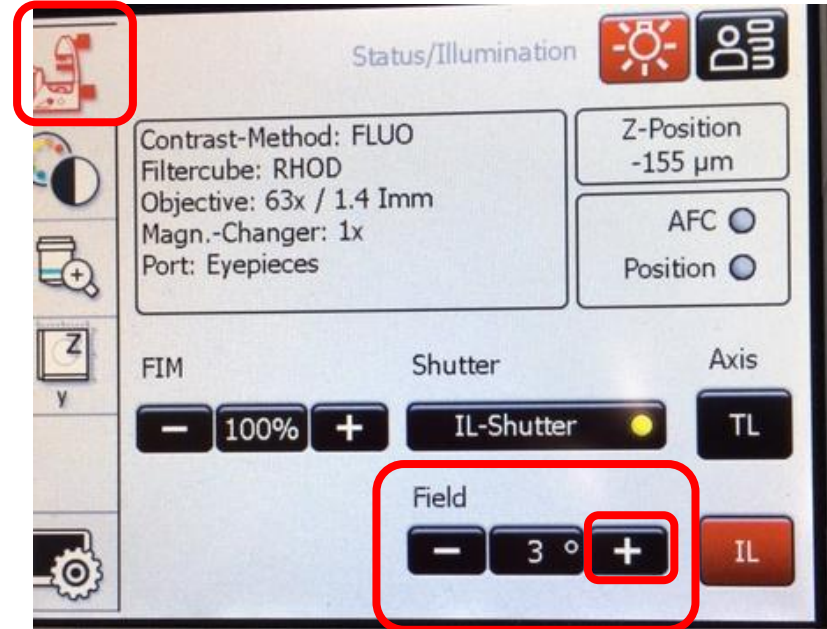 Status/Illumination
Contrast-Method: FLUO
Filtercube: RHOD
Objective: 63x / 1.4 Imm
Magn.-Changer: 1x
Port: Eyepieces
Z-Position
-155 µm
AFC
Position
Z
y
FIM
Shutter
Axis
− 100% +
IL-Shutter
TL
Field
− 3 ° +
IL